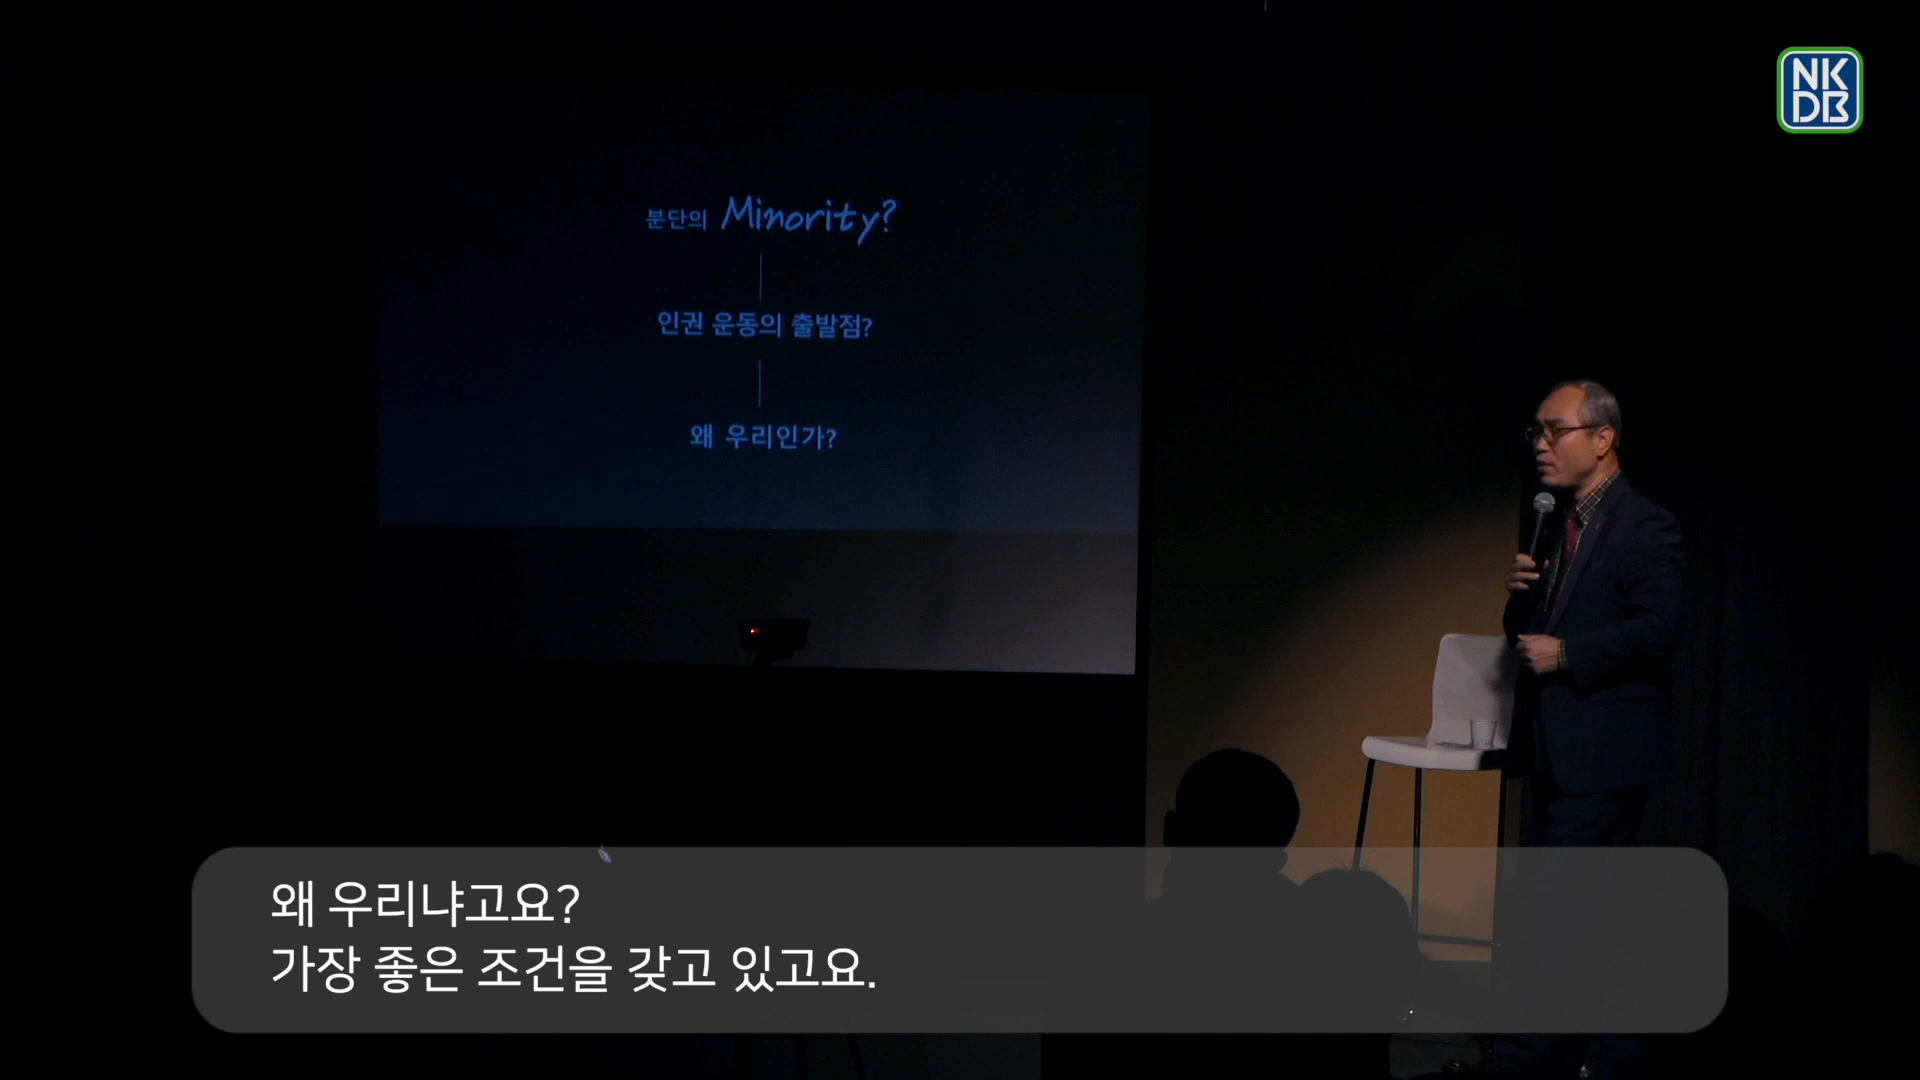 NK
DB
분단의 Minority?
인권 운동의 출발점?
왜 우리인가?
왜 우리냐고요?
가장 좋은 조건을 갖고 있고요.